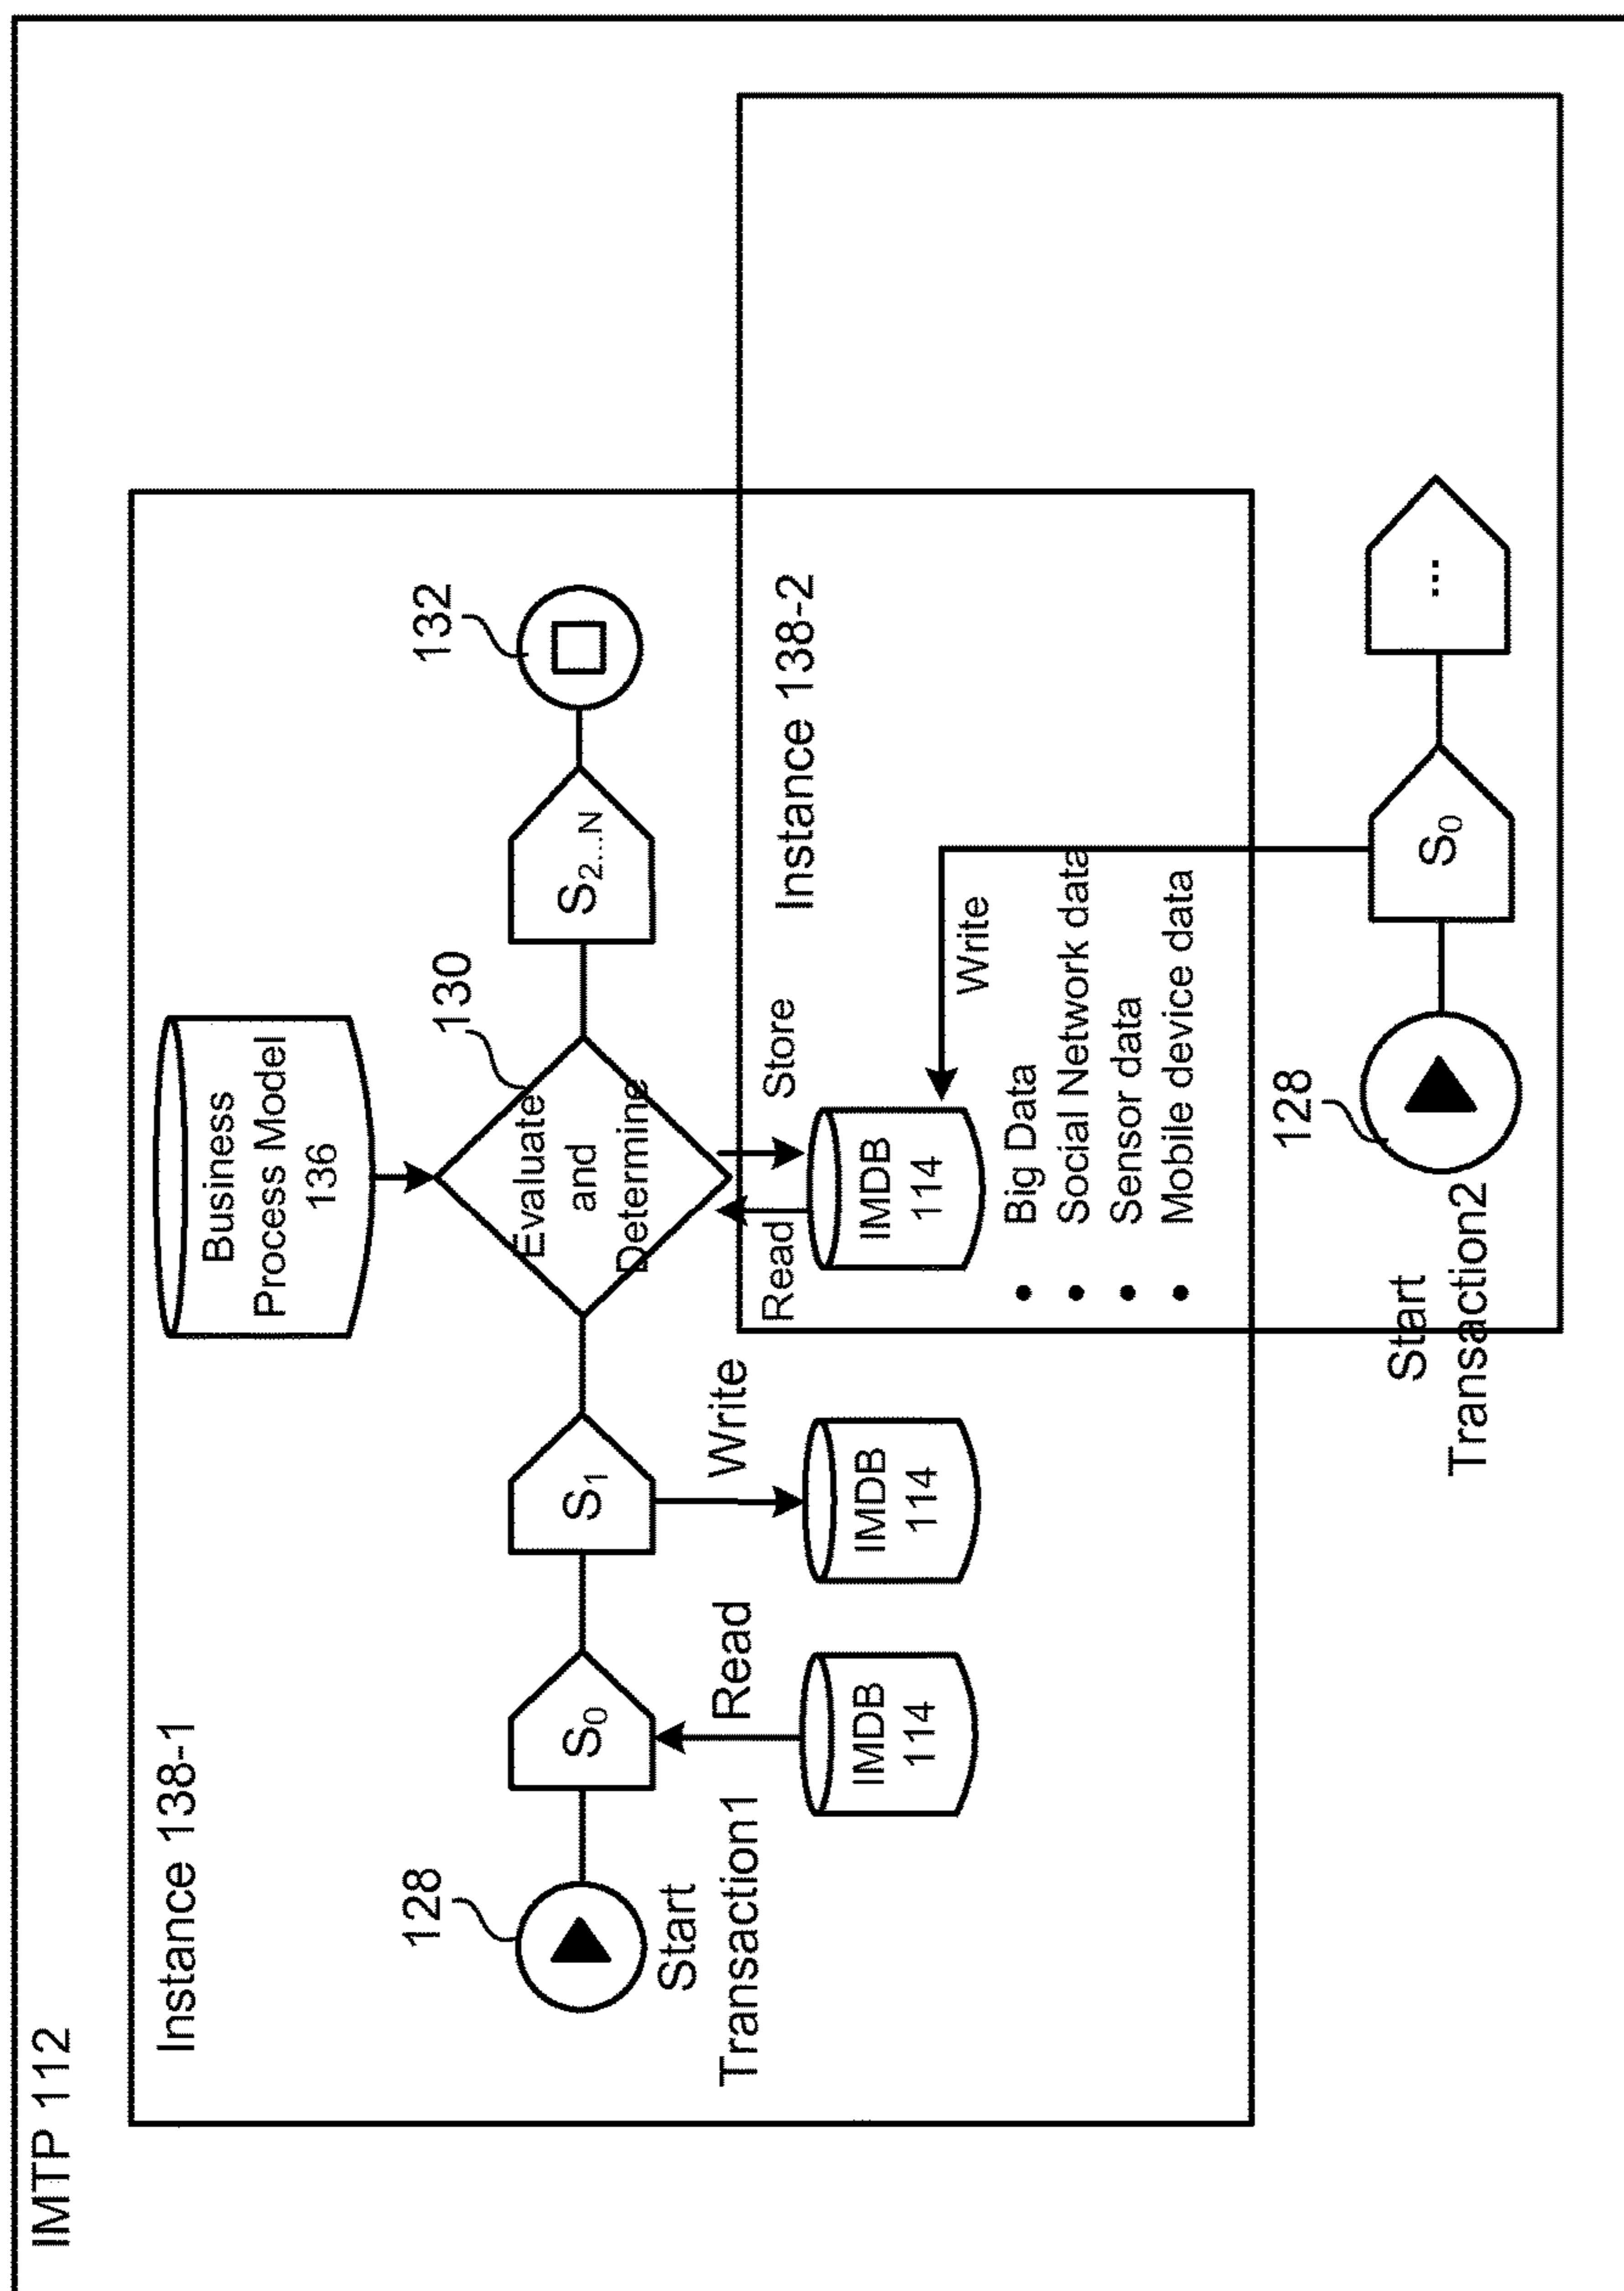 IMTP 112
Instance 138-1
Business
Process Model
136
128
130
132
S0
S1
Evaluate
and
Determine
S2...N
Start
Transaction1
Read
Write
Read
Store
Instance 138-2
IMDB
114
IMDB
114
IMDB
114
Write
• Big Data
• Social Network data
• Sensor data
• Mobile device data
128
Start
Transaction2
S0
...